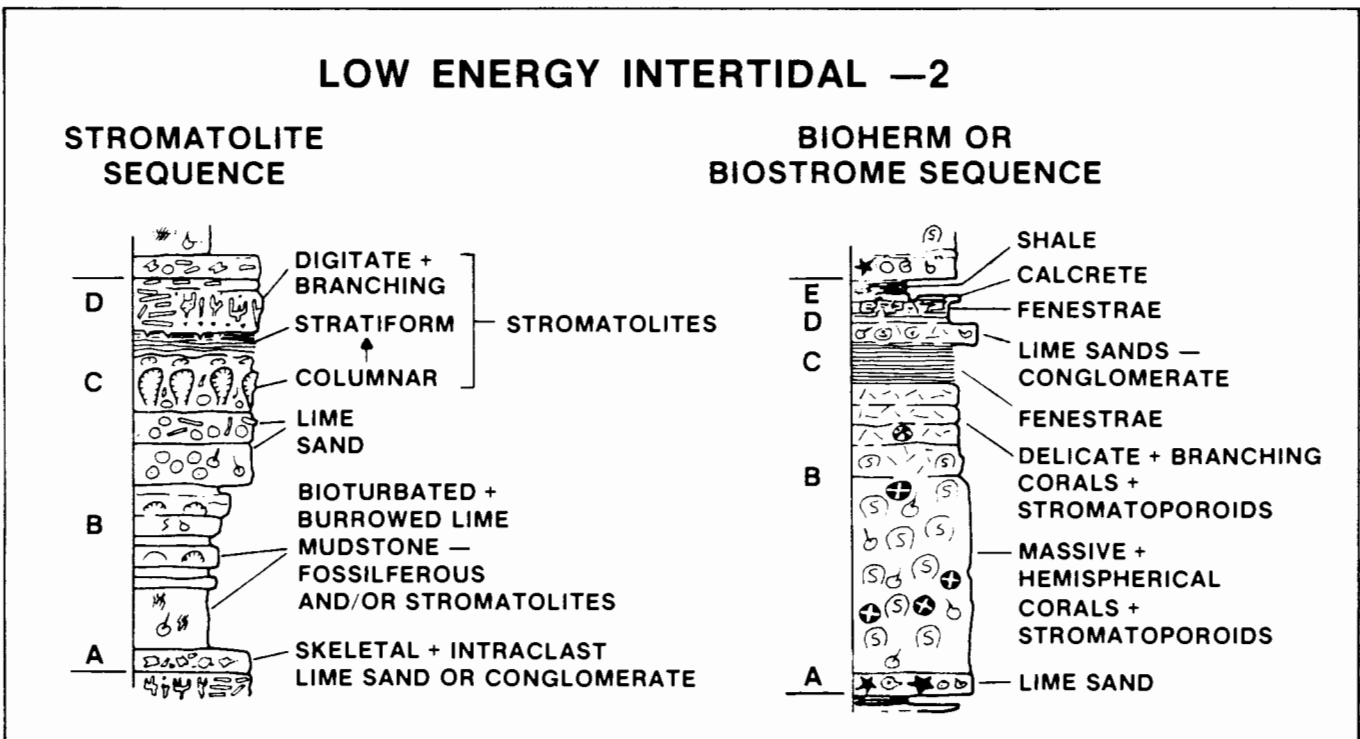 LOW ENERGY INTERTIDAL —2
STROMATOLITE
SEQUENCE
DIGITATE +
BRANCHING
STRATIFORM
STROMATOLITES
COLUMNAR
LIME
SAND
BIOTURBATED +
BURROWED LIME
MUDSTONE —
FOSSILFEROUS
AND/OR STROMATOLITES
SKELETAL + INTRACLAST
LIME SAND OR CONGLOMERATE
D
C
B
A
BIOHERM OR
BIOSTROME SEQUENCE
SHALE
CALCRETE
FENESTRAE
LIME SANDS —
CONGLOMERATE
FENESTRAE
DELICATE + BRANCHING
CORALS +
STROMATOPOROIDS
MASSIVE +
HEMISPHERICAL
CORALS +
STROMATOPOROIDS
LIME SAND
E
D
C
B
A